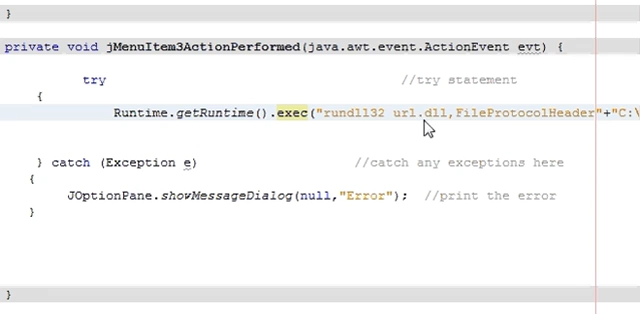 }
private void jMenuItem3ActionPerformed(java.awt.event.ActionEvent evt) {
try //try statement
{
Runtime.getRuntime().exec("rundll32 url.dll,FileProtocolHeader"+"C:\
} catch (Exception e) //catch any exceptions here
{
JOptionPane.showMessageDialog(null,"Error"); //print the error
}
}